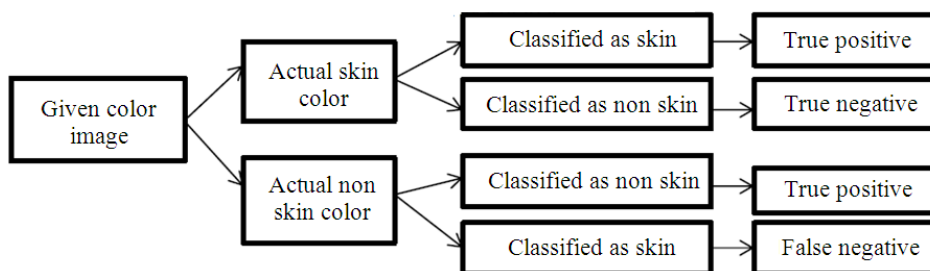 Given color
image
Actual skin
color
Classified as skin
True positive
Classified as non skin
True negative
Actual non
skin color
Classified as non skin
True positive
Classified as skin
False negative